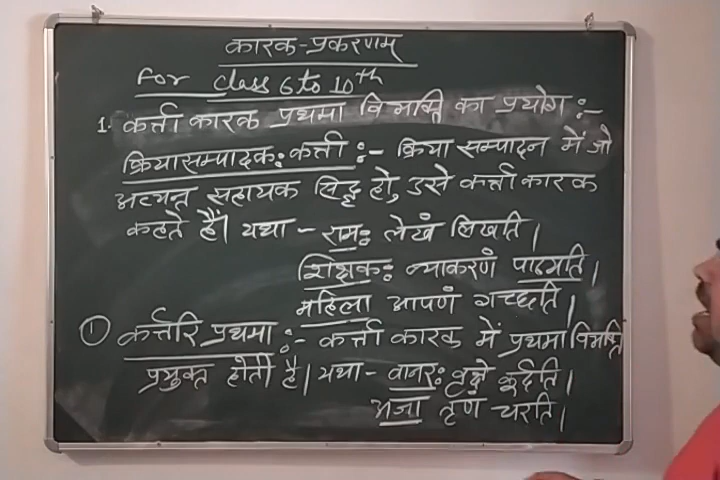 कारक-प्रकरणम्
for class 6 to 10th
1. कर्त्ता कारक प्रथमा विभक्ति का प्रयोग :-
क्रियासम्पादक: कर्त्ता :- क्रिया सम्पादन में जो
अत्यन्त सहायक सिद्ध हो, उसे कर्त्ता कारक
कहते हैं। यथा - राम: लेखं लिखति।
शिक्षक: व्याकरणं पाठयति।
महिला आपणं गच्छति।
① कर्त्तरि प्रथमा :- कर्त्ता कारक में प्रथमा विभक्ति
प्रयुक्त होती है। यथा - वानर: वृक्षे कूर्दति।
अजा तृणं चरति।